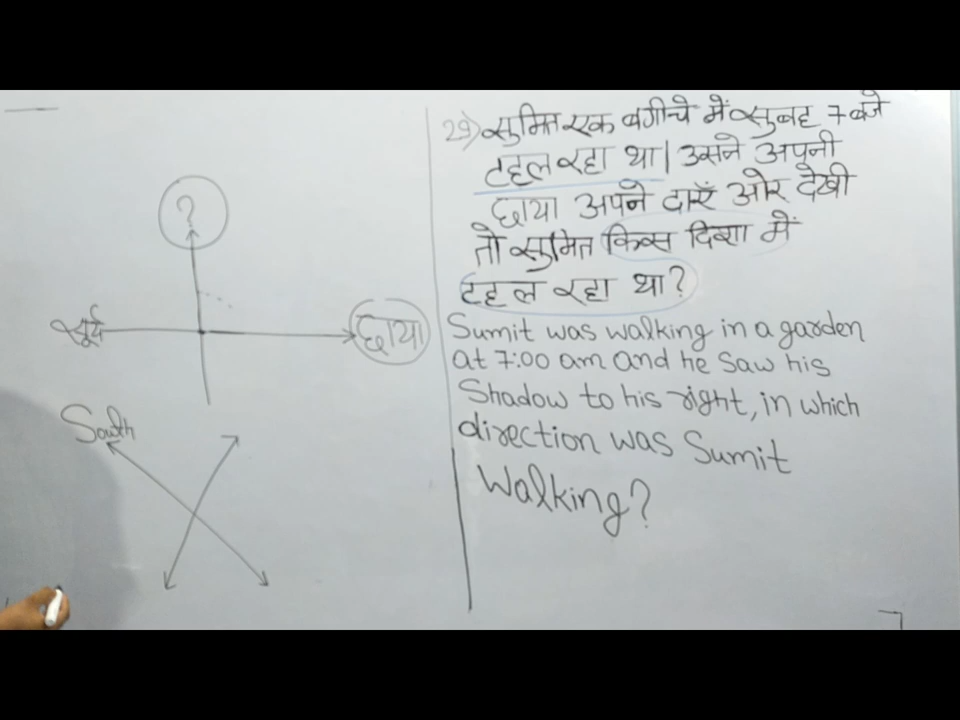 ?
सूर्य
छाया
South
29) सुमित एक बगीचे में सुबह 7 बजे
टहल रहा था| उसने अपनी
छाया अपने दाएँ ओर देखी
तो सुमित किस दिशा में
टहल रहा था?
Sumit was walking in a garden
at 7:00 am and he saw his
Shadow to his right, in which
direction was Sumit
Walking?